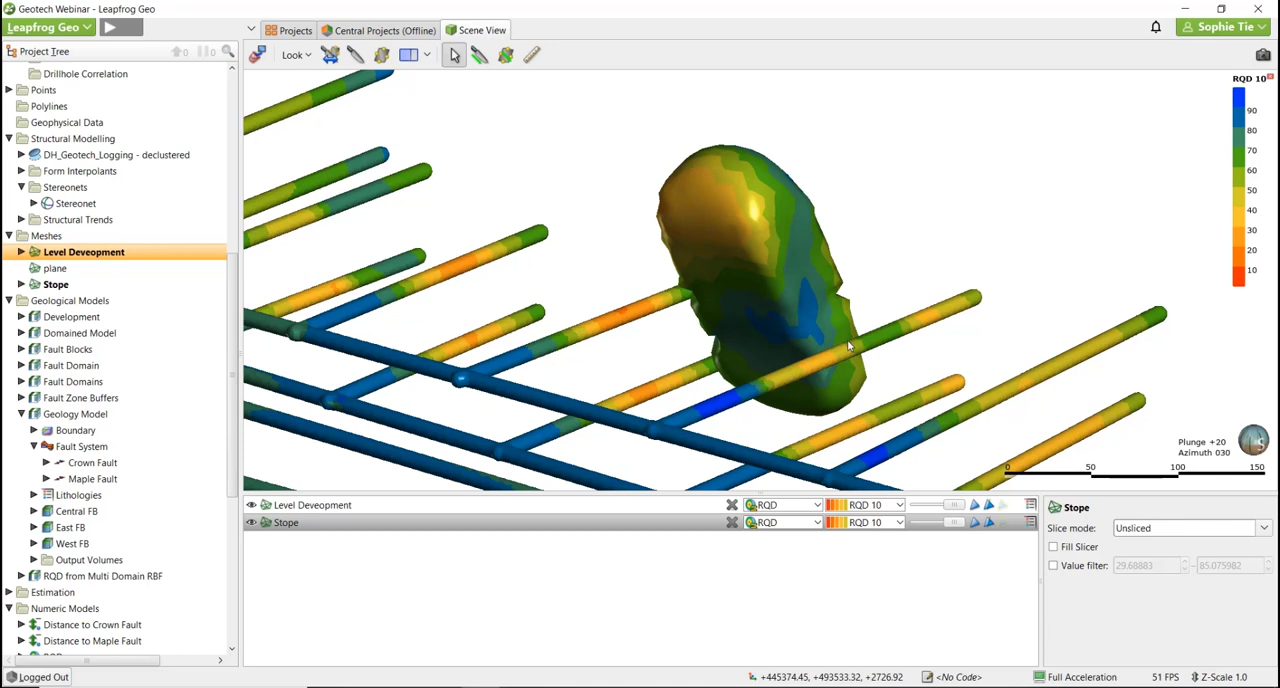 Geotech Webinar — Leapfrog Geo
Leapfrog Geo
Projects
Central Projects (Offline)
Scene View
Sophie Tie
Project Tree
0
0
Look
Drillhole Correlation
Points
Polylines
Geophysical Data
Structural Modelling
DH_Geotech_Logging - declustered
Form Interpolants
Stereonets
Stereonet
Structural Trends
Meshes
Level Deveopment
plane
Stope
Geological Models
Development
Domained Model
Fault Blocks
Fault Domain
Fault Domains
Fault Zone Buffers
Geology Model
Boundary
Fault System
Crown Fault
Maple Fault
Lithologies
Central FB
East FB
West FB
Output Volumes
RQD from Multi Domain RBF
Estimation
Numeric Models
Distance to Crown Fault
Distance to Maple Fault
RQD 10
90
80
70
60
50
40
30
20
10
Plunge +20
Azimuth 030
S
0 50 100 150
Level Deveopment RQD RQD 10
Stope RQD RQD 10
Stope
Slice mode: Unsliced
Fill Slicer
Value filter: 29.68883 – 85.075982
Logged Out
+445374.45, +493533.32, +2726.92
<No Code>
Full Acceleration
51 FPS
Z-Scale 1.0